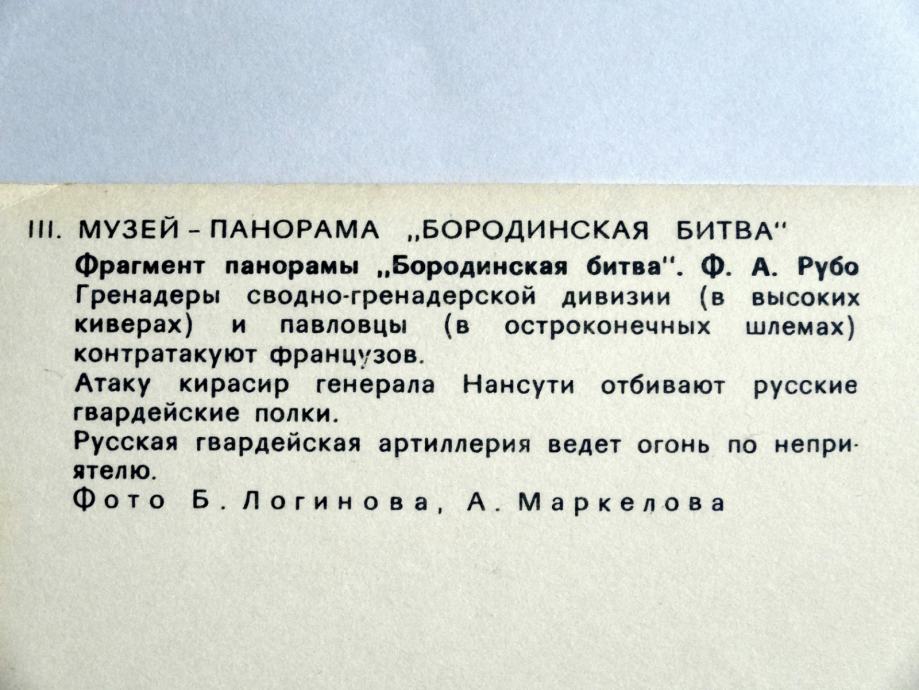 III. МУЗЕЙ – ПАНОРАМА „БОРОДИНСКАЯ БИТВА"
Фрагмент панорамы „Бородинская битва". Ф. А. Рубо
Гренадеры сводно-гренадерской дивизии (в высоких
киверах) и павловцы (в остроконечных шлемах)
контратакуют французов.
Атаку кирасир генерала Нансути отбивают русские
гвардейские полки.
Русская гвардейская артиллерия ведет огонь по непри-
ятелю.
Фото Б. Логинова, А. Маркелова